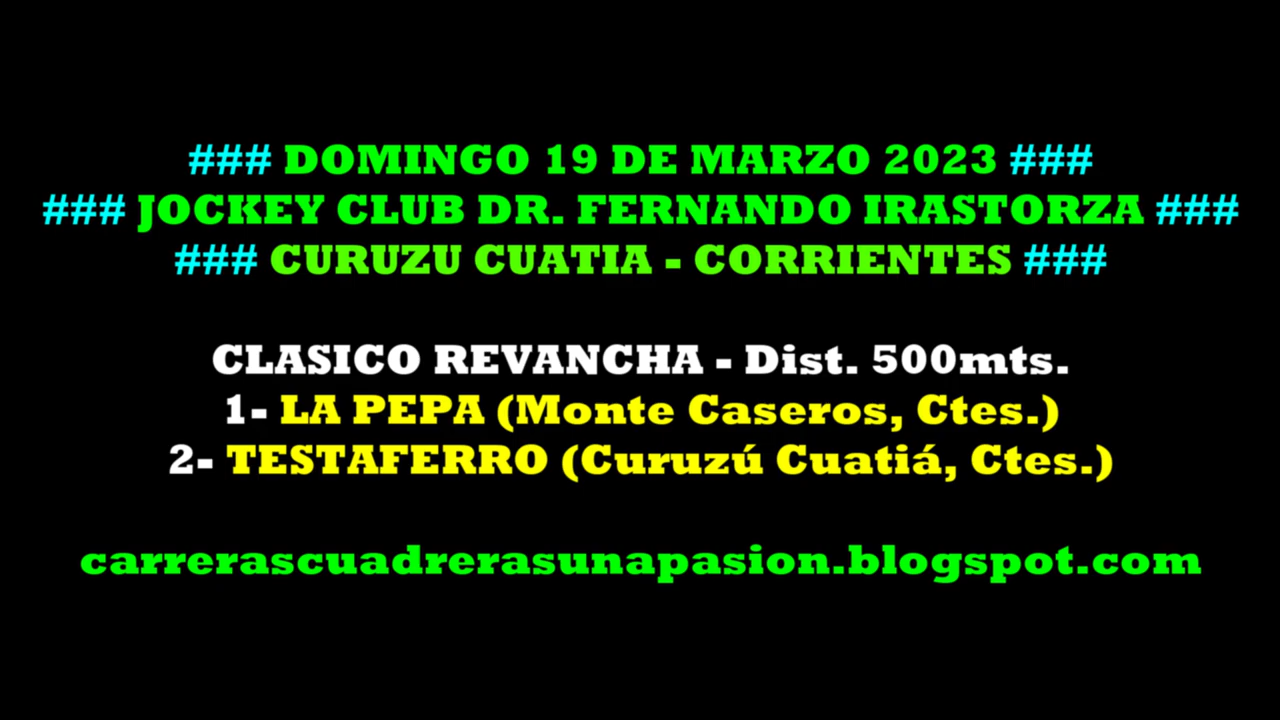 ### DOMINGO 19 DE MARZO 2023 ###
### JOCKEY CLUB DR. FERNANDO IRASTORZA ###
### CURUZU CUATIA - CORRIENTES ###
CLASICO REVANCHA - Dist. 500mts.
1- LA PEPA (Monte Caseros, Ctes.)
2- TESTAFERRO (Curuzú Cuatiá, Ctes.)
carrerascuadrerasunapasion.blogspot.com